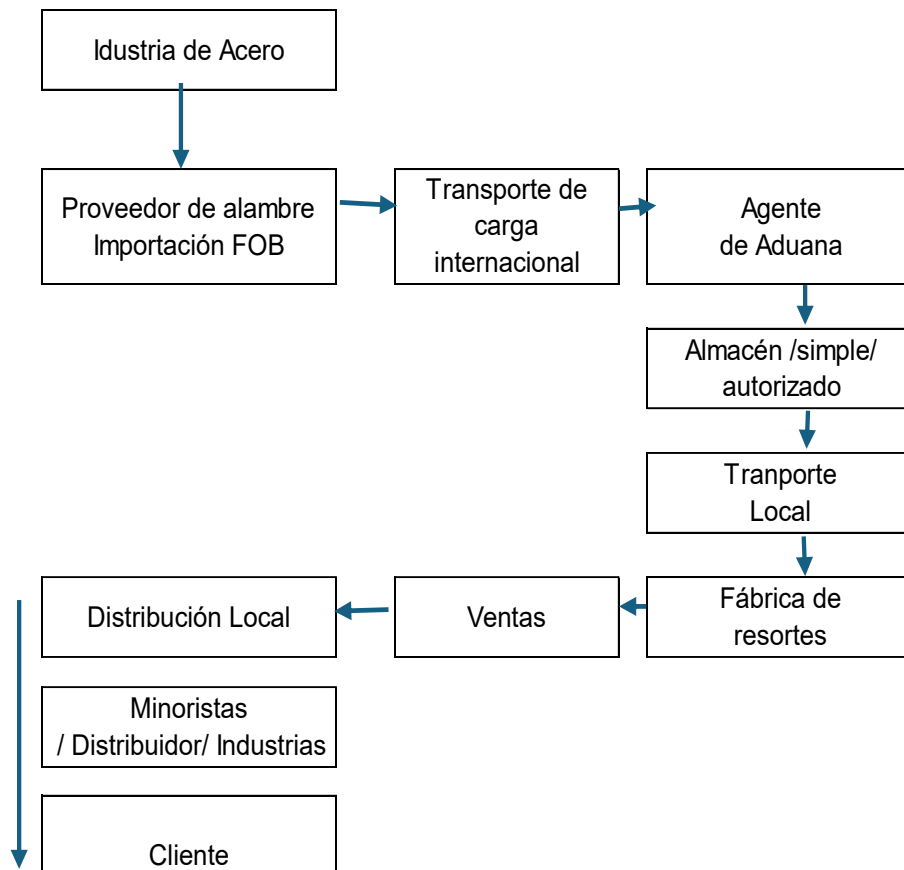 Idustria de Acero
Proveedor de alambre
Importación FOB
Transporte de
carga
internacional
Agente
de Aduana
Almacén /simple/
autorizado
Tranporte
Local
Fábrica de
resortes
Ventas
Distribución Local
Minoristas
/ Distribuidor/ Industrias
Cliente